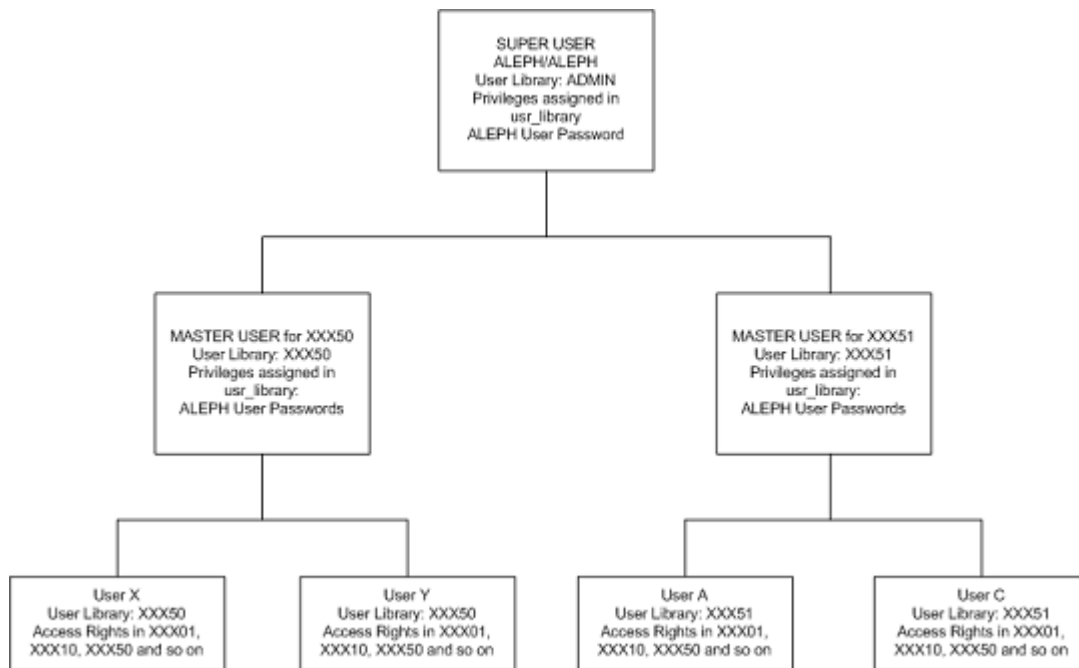 SUPER USER
ALEPH/ALEPH
User Library: ADMIN
Privileges assigned in
usr_library
ALEPH User Password
MASTER USER for XXX50
User Library: XXX50
Privileges assigned in
usr_library:
ALEPH User Passwords
MASTER USER for XXX51
User Library: XXX51
Privileges assigned in
usr_library:
ALEPH User Passwords
User X
User Library: XXX50
Access Rights in XXX01,
XXX10, XXX50 and so on
User Y
User Library: XXX50
Access Rights in XXX01,
XXX10, XXX50 and so on
User A
User Library: XXX51
Access Rights in XXX01,
XXX10, XXX50 and so on
User C
User Library: XXX51
Access Rights in XXX01,
XXX10, XXX50 and so on